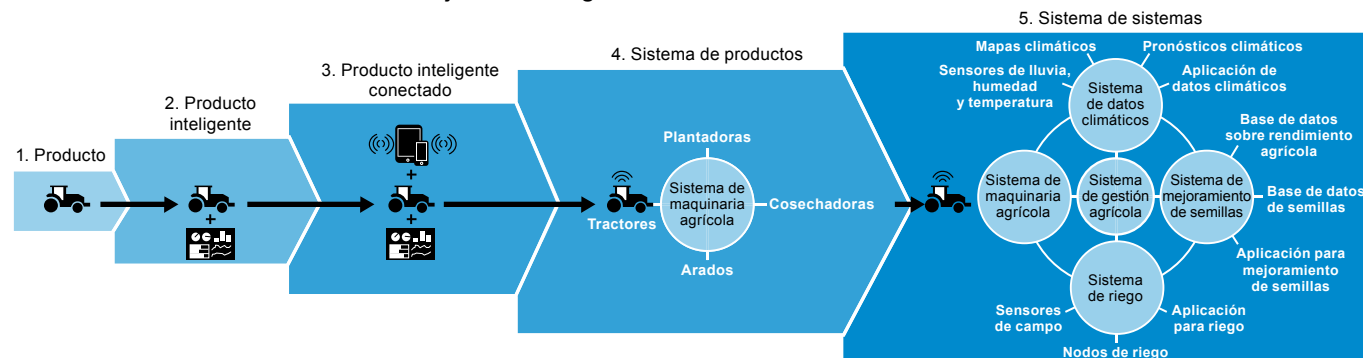 1. Producto
2. Producto
inteligente
3. Producto inteligente
conectado
+
+
+
4. Sistema de productos
Plantadoras
Tractores
Sistema de
maquinaria
agrícola
Cosechadoras
Arados
5. Sistema de sistemas
Mapas climáticos
Pronósticos climáticos
Sensores de lluvia,
humedad
y temperatura
Sistema
de datos
climáticos
Aplicación de
datos climáticos
Base de datos
sobre rendimiento
agrícola
Sistema de
maquinaria
agrícola
Sistema
de gestión
agrícola
Sistema de
mejoramiento
de semillas
Base de datos
de semillas
Aplicación para
mejoramiento
de semillas
Sistema
de riego
Sensores
de campo
Aplicación
para riego
Nodos de riego